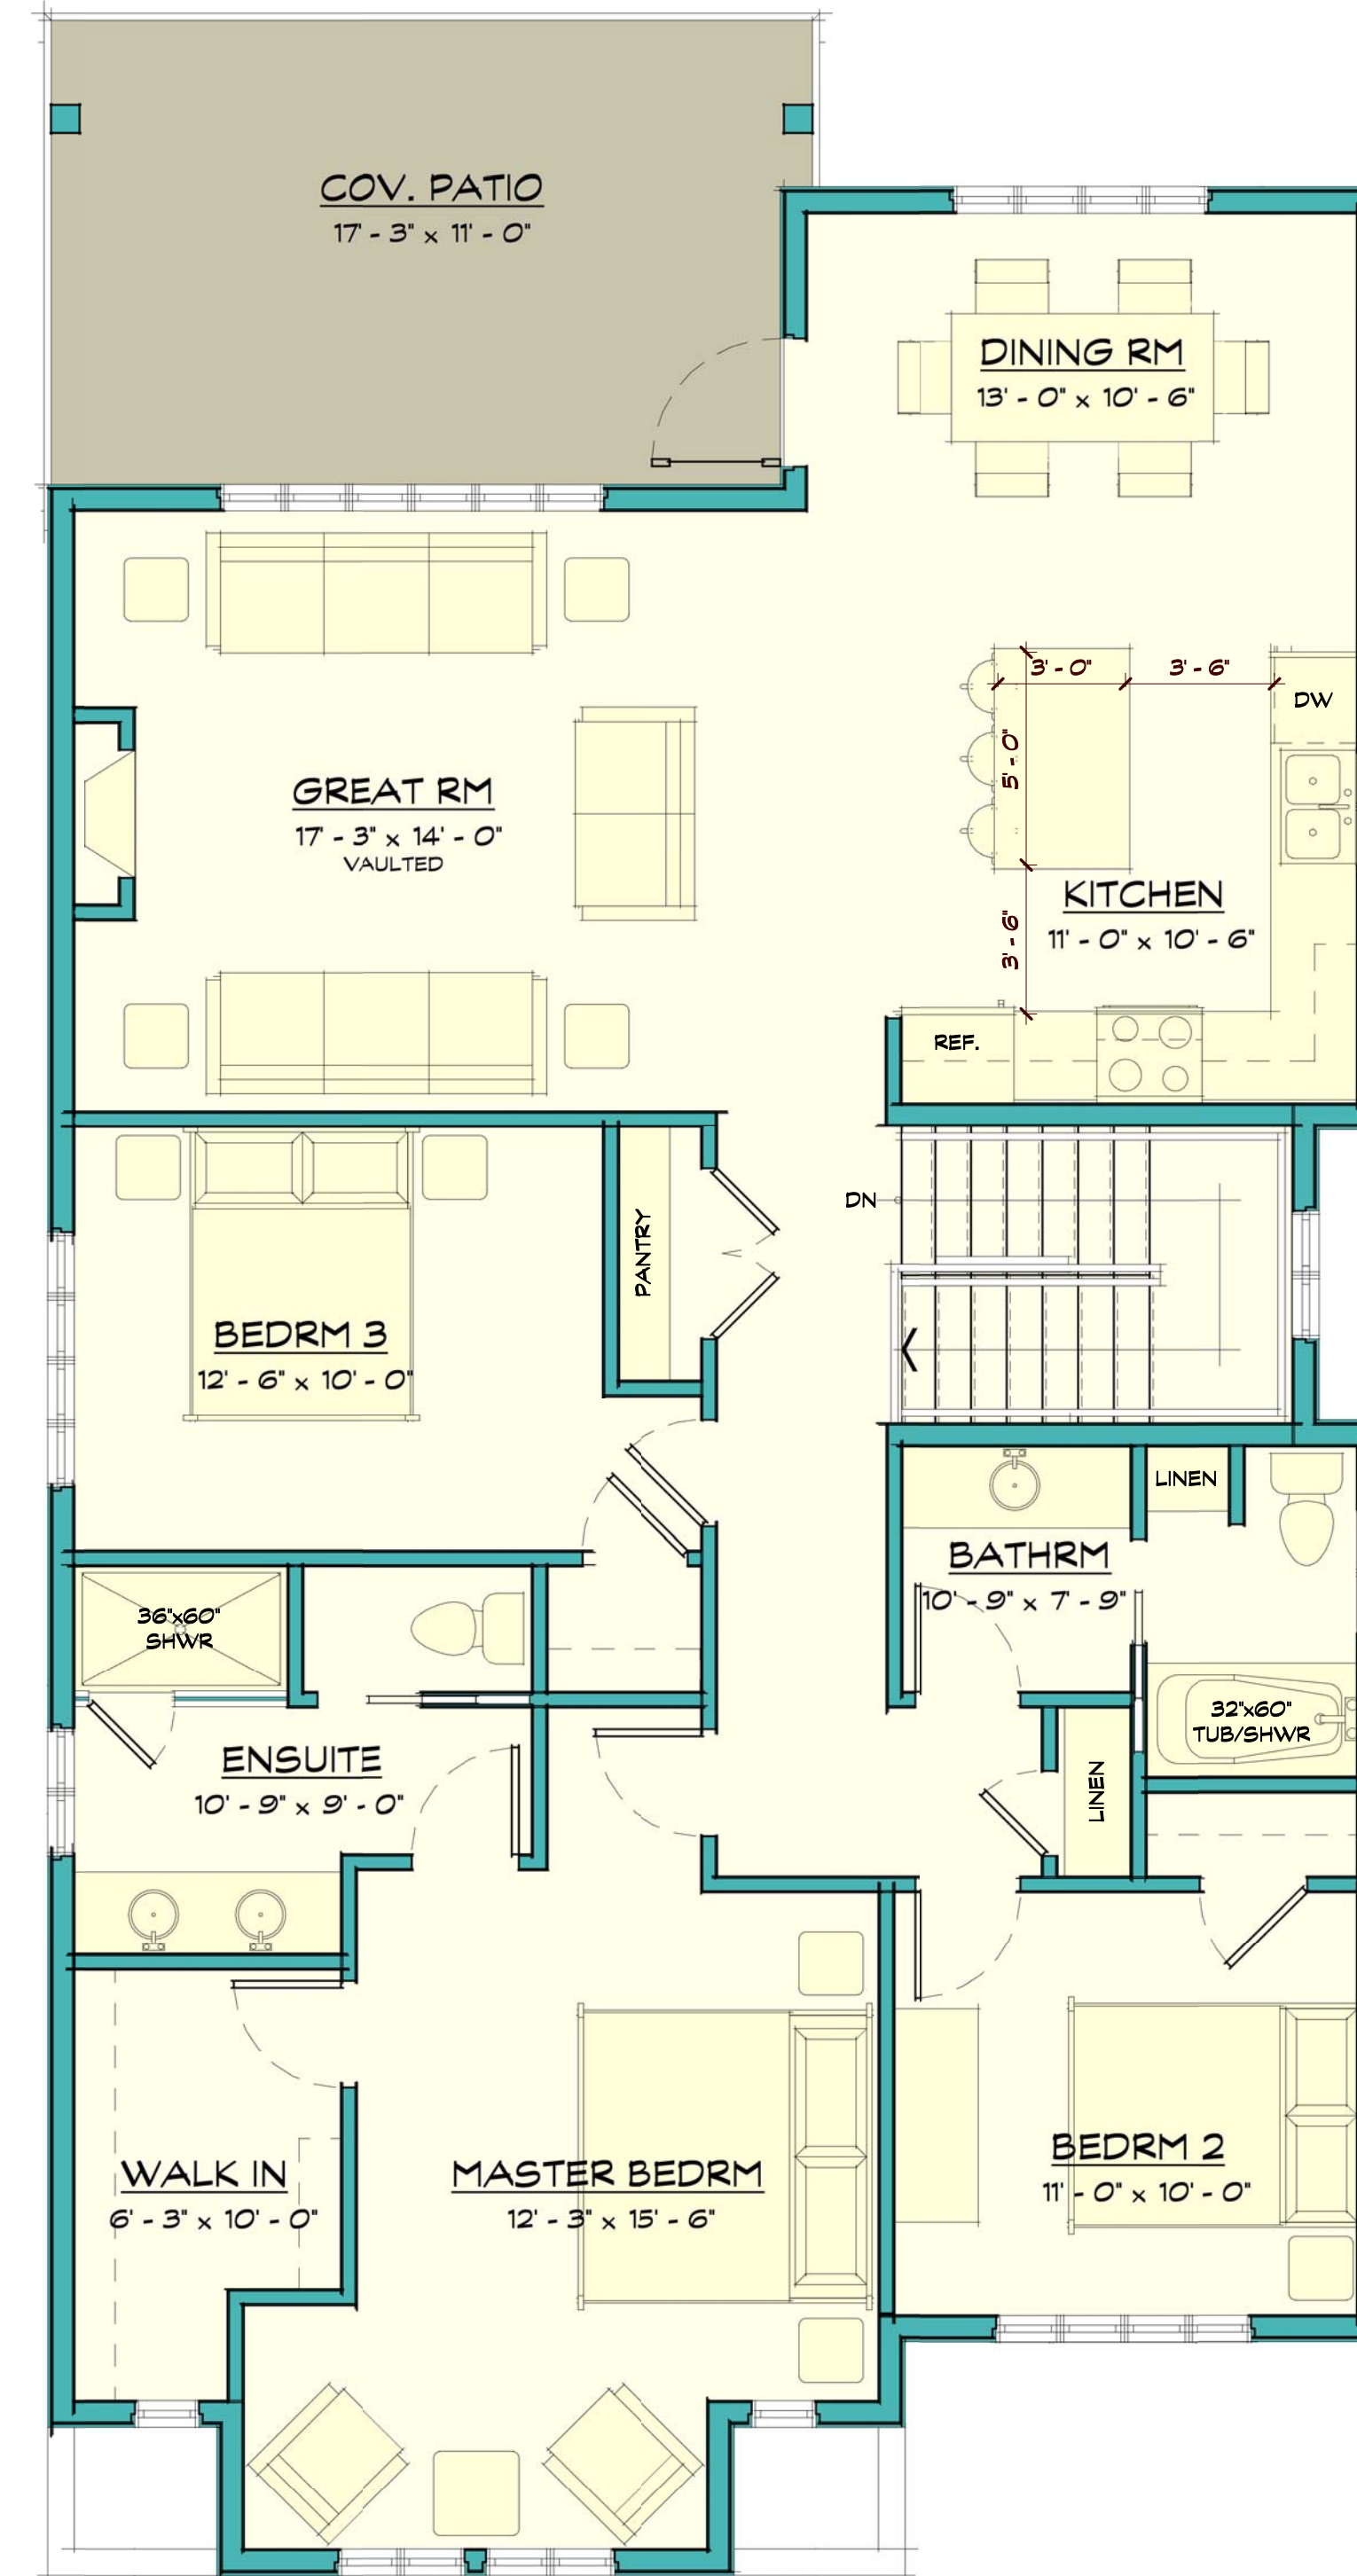 COV. PATIO
17' - 3" x 11' - 0"
DINING RM
13' - 0" x 10' - 6"
3' - 0"
3' - 6"
DW
5' - 0"
GREAT RM
17' - 3" x 14' - 0"
VAULTED
KITCHEN
11' - 0" x 10' - 6"
3' - 6"
REF.
DN
PANTRY
BEDRM 3
12' - 6" x 10' - 0"
LINEN
BATHRM
10' - 9" x 7' - 9"
36"x60"
SHWR
32"x60"
TUB/SHWR
ENSUITE
10' - 9" x 9' - 0"
LINEN
BEDRM 2
11' - 0" x 10' - 0"
WALK IN
6' - 3" x 10' - 0"
MASTER BEDRM
12' - 3" x 15' - 6"